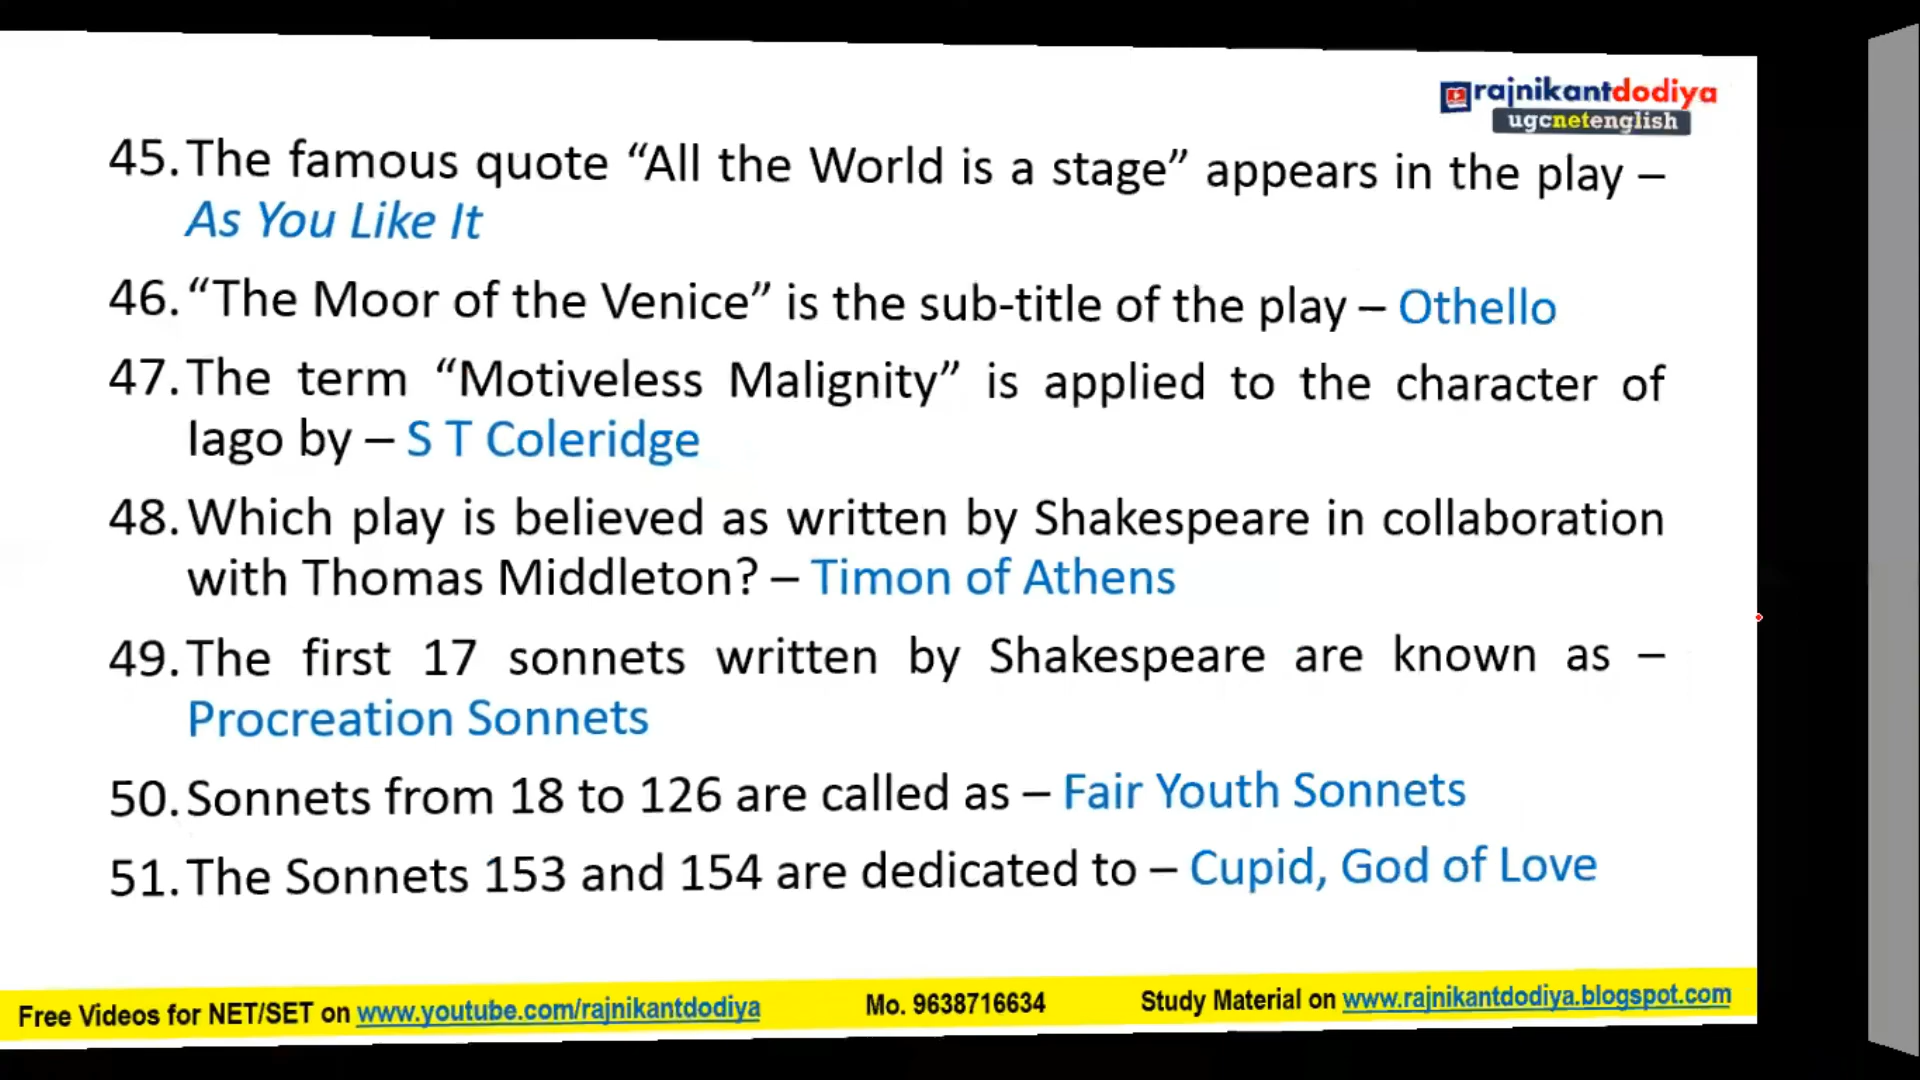 rajnikantdodiya
ugcnetenglish
45. The famous quote “All the World is a stage” appears in the play –
As You Like It
46. “The Moor of the Venice” is the sub-title of the play – Othello
47. The term “Motiveless Malignity” is applied to the character of
Iago by – S T Coleridge
48. Which play is believed as written by Shakespeare in collaboration
with Thomas Middleton? – Timon of Athens
49. The first 17 sonnets written by Shakespeare are known as –
Procreation Sonnets
50. Sonnets from 18 to 126 are called as – Fair Youth Sonnets
51. The Sonnets 153 and 154 are dedicated to – Cupid, God of Love
Free Videos for NET/SET on www.youtube.com/rajnikantdodiya Mo. 9638716634 Study Material on www.rajnikantdodiya.blogspot.com